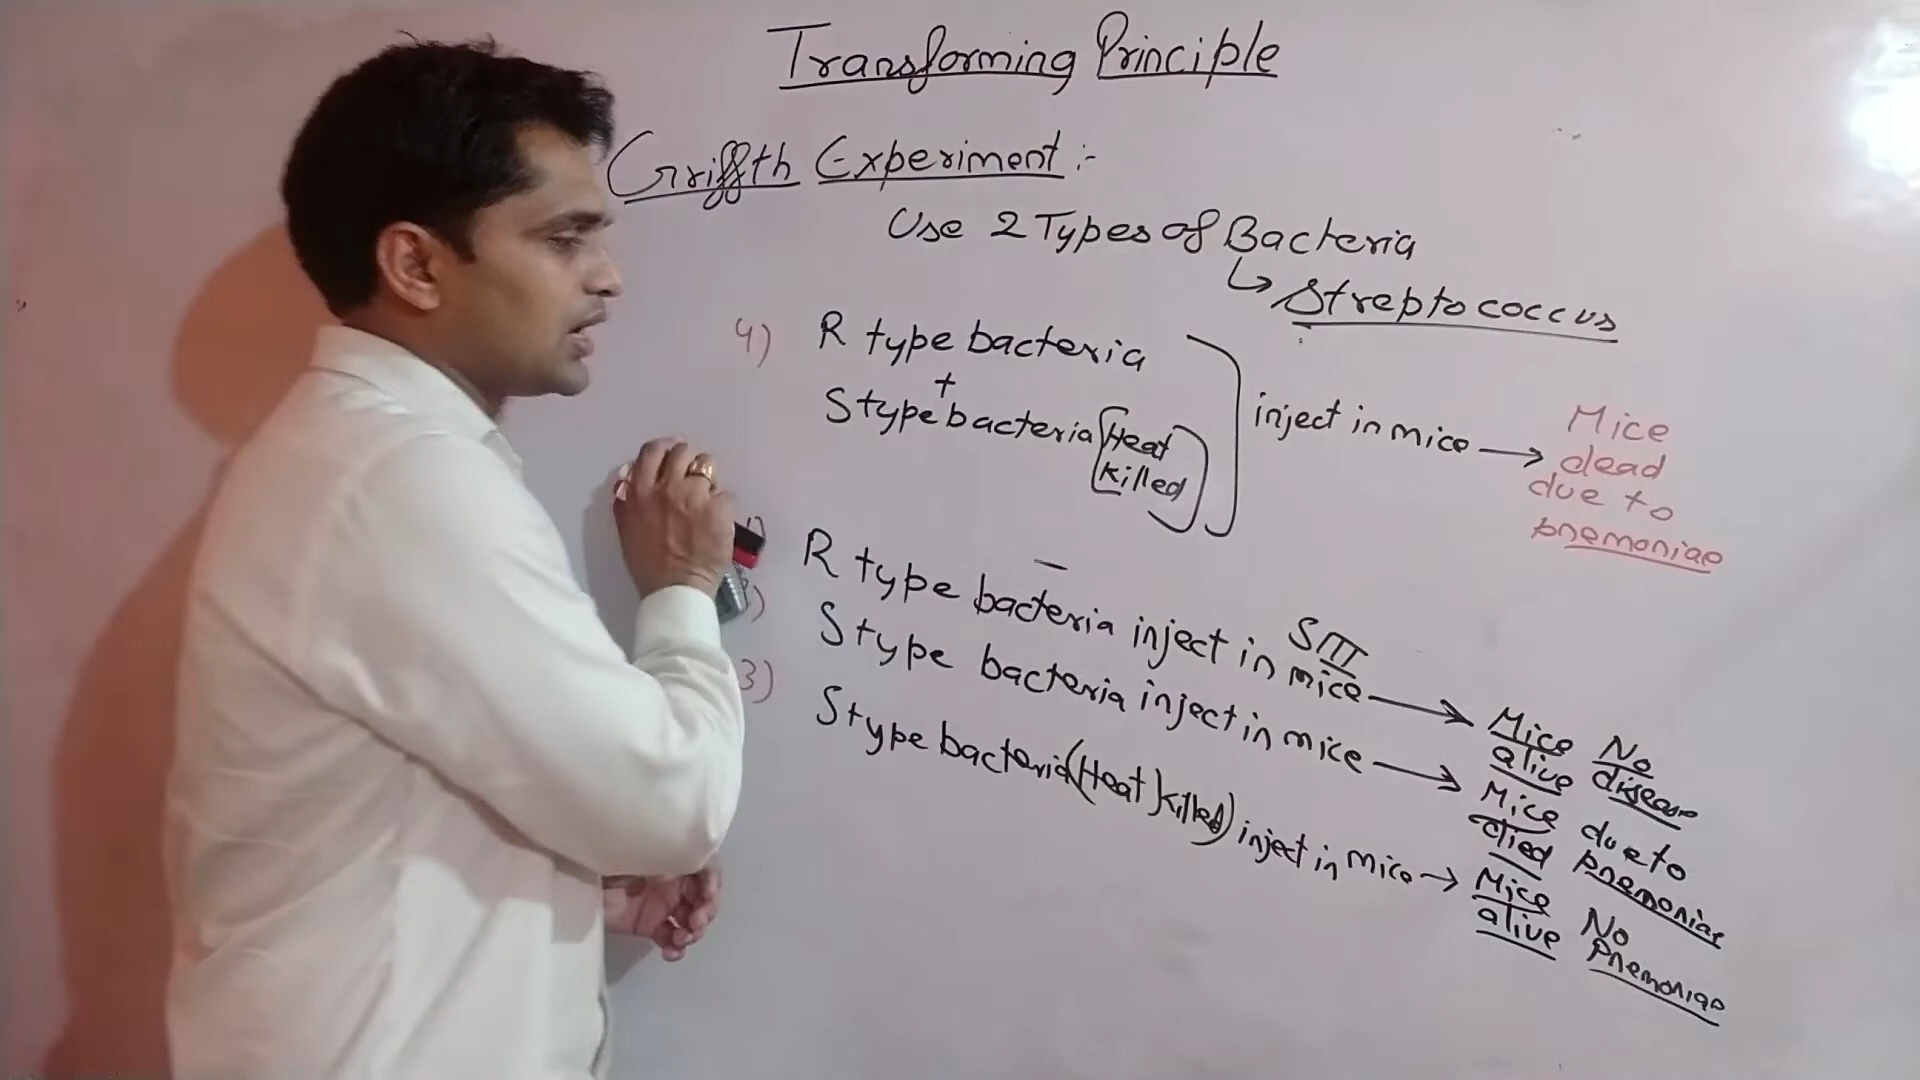 Transforming Principle
Griffth Experiment :-
Use 2 Types of Bacteria
↳ Streptococcus
4) R type bacteria
+
S type bacteria (Heat killed) inject in mice → Mice dead due to pnemoniae
R type bacteria inject in mice → Mice alive No disease
SIII
) S type bacteria inject in mice → Mice died due to pnemoniae
3) S type bacteria (Heat killed) inject in mice → Mice alive No Pnemoniae